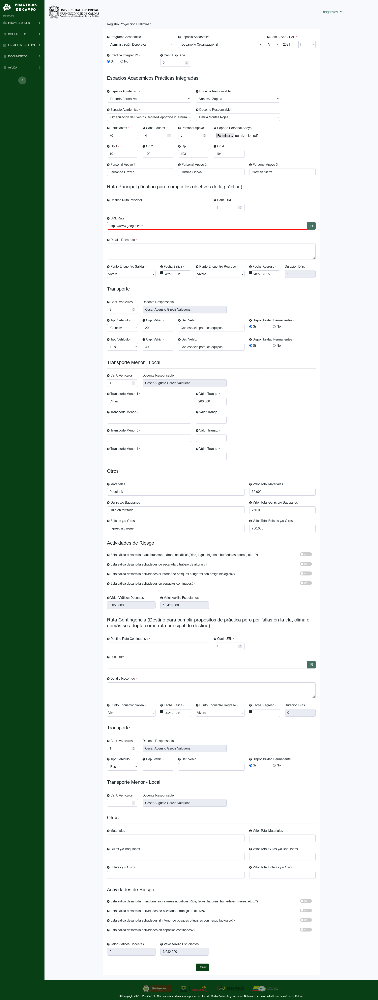 PRÁCTICAS
DE CAMPO
MÓDULOS
PROYECCIONES
SOLICITUDES
FIRMA LITOGRÁFICA
DOCUMENTOS
AYUDA
UNIVERSIDAD DISTRITAL
FRANCISCO JOSÉ DE CALDAS
Acreditación Institucional de Alta Calidad
cagarciav
Registro Proyección Preliminar
Programa Académico * Espacio Académico * Sem. - Año - Per. *
Administración Deportiva Desarrollo Organizacional V 2021 III
Práctica Integrada? * Cant. Esp. Aca.
Si No 2
Espacios Académicos Prácticas Integradas
Espacio Académico * Docente Responsable
Deporte Formativo Vanessa Zapata
Espacio Académico * Docente Responsable
Organización de Eventos Recreo-Deportivos y Cultural Emilia Montes Rojas
Estudiantes * Cant. Grupos * Personal Apoyo Soporte Personal Apoyo
70 4 3 Examinar... autorización.pdf
Gp 1 * Gp 2 Gp 3 Gp 4
101 102 103 104
Personal Apoyo 1 Personal Apoyo 2 Personal Apoyo 3
Fernanda Orozco Cristina Ochoa Carmen Sierra
Ruta Principal (Destino para cumplir los objetivos de la práctica)
Destino Ruta Principal * Cant. URL
1
URL Ruta
https://www.google.com IR
Detalle Recorrido *
Punto Encuentro Salida * Fecha Salida * Punto Encuentro Regreso * Fecha Regreso * Duración Días
Vivero 2022-08-11 Vivero 2022-08-15 5
Transporte
Cant. Vehículos Docente Responsable
2 Cesar Augusto Garcia Valbuena
Tipo Vehículo * Cap. Vehíc. * Det. Vehíc. Disponibilidad Permanente? *
Colectivo 20 Con espacio para los equipos Si No
Tipo Vehículo * Cap. Vehíc. * Det. Vehíc. Disponibilidad Permanente? *
Bus 40 Con espacio para los equipos Si No
Transporte Menor - Local
Cant. Vehículos Docente Responsable
4 Cesar Augusto Garcia Valbuena
Transporte Menor 1 * Valor Transp. *
Chiva 280.000
Transporte Menor 2 * Valor Transp. *
Transporte Menor 3 * Valor Transp. *
Transporte Menor 4 * Valor Transp. *
Otros
Materiales Valor Total Materiales
Papelería 60.000
Guías y/o Baquianos Valor Total Guías y/o Baquianos
Guía en territorio 250.000
Boletas y/u Otros Valor Total Boletas y/u Otros
Ingreso a parque 700.000
Actividades de Riesgo
Esta sálida desarrolla maniobras sobre áreas acuáticas(Ríos, lagos, lagunas, humedales, mares, etc...?) NO
Esta sálida desarrolla actividades de escalada o trabajo de alturas?) NO
Esta sálida desarrolla actividades al interior de bosques o lugares con riesgo biológico?) NO
Esta sálida desarrolla actividades en espacios confinados?) NO
Valor Viáticos Docentes Valor Auxilio Estudiantes
3.655.800 18.410.000
Ruta Contingencia (Destino para cumplir propósitos de práctica pero por fallas en la vía, clima o
demás se adopta como ruta principal de destino)
Destino Ruta Contingencia * Cant. URL *
1
URL Ruta
IR
Detalle Recorrido *
Punto Encuentro Salida * Fecha Salida * Punto Encuentro Regreso * Fecha Regreso * Duración Días
Vivero 2021-08-11 Vivero 0
Transporte
Cant. Vehículos Docente Responsable
1 Cesar Augusto Garcia Valbuena
Tipo Vehículo * Cap. Vehíc. * Det. Vehíc. Disponibilidad Permanente *
Bus Si No
Transporte Menor - Local
Cant. Vehículos Docente Responsable
0 Cesar Augusto Garcia Valbuena
Otros
Materiales Valor Total Materiales
Guías y/o Baquianos Valor Total Guías y/o Baquianos
Boletas y/u Otros Valor Total Boletas y/u Otros
Actividades de Riesgo
Esta sálida desarrolla maniobras sobre áreas acuáticas(Ríos, lagos, lagunas, humedales, mares, etc...?) NO
Esta sálida desarrolla actividades de escalada o trabajo de alturas?) NO
Esta sálida desarrolla actividades al interior de bosques o lugares con riesgo biológico?) NO
Esta sálida desarrolla actividades en espacios confinados?) NO
Valor Viáticos Docentes Valor Auxilio Estudiantes
0 3.682.000
Crear
MinEducación
BOGOTÁ
© Copyright 2021 - Versión 1.0 | Sitio creado y administrado por la Facultad de Medio Ambiente y Recursos Naturales de Universidad Francisco José de Caldas